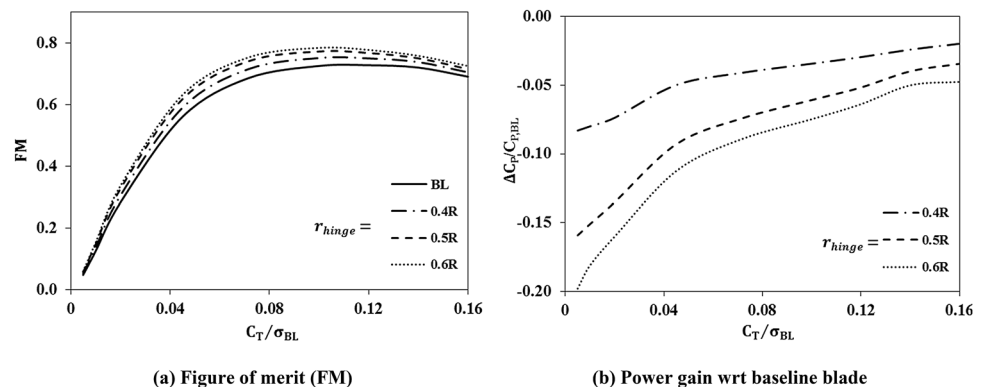 0.8
0.6
FM
0.4
BL
0.4R
0.2
r_hinge =
0.5R
0.6R
0.0
0
0.04
0.08
0.12
0.16
C_T/σ_BL
(a) Figure of merit (FM)
0.00
-0.05
ΔC_P/C_P,BL
-0.10
-0.15
0.4R
r_hinge =
0.5R
0.6R
-0.20
0
0.04
0.08
0.12
0.16
C_T/σ_BL
(b) Power gain wrt baseline blade